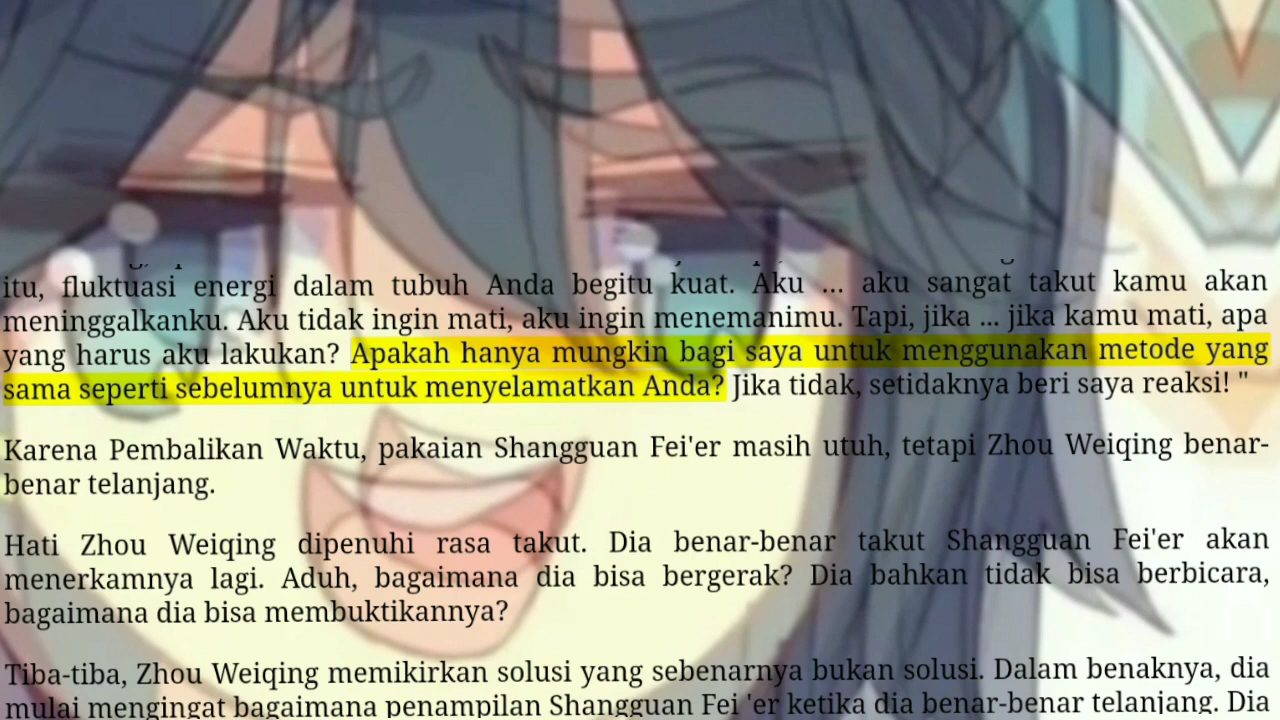 itu, fluktuasi energi dalam tubuh Anda begitu kuat. Aku ... aku sangat takut kamu akan
meninggalkanku. Aku tidak ingin mati, aku ingin menemanimu. Tapi, jika ... jika kamu mati, apa
yang harus aku lakukan? Apakah hanya mungkin bagi saya untuk menggunakan metode yang
sama seperti sebelumnya untuk menyelamatkan Anda? Jika tidak, setidaknya beri saya reaksi! "
Karena Pembalikan Waktu, pakaian Shangguan Fei'er masih utuh, tetapi Zhou Weiqing benar-
benar telanjang.
Hati Zhou Weiqing dipenuhi rasa takut. Dia benar-benar takut Shangguan Fei'er akan
menerkamnya lagi. Aduh, bagaimana dia bisa bergerak? Dia bahkan tidak bisa berbicara,
bagaimana dia bisa membuktikannya?
Tiba-tiba, Zhou Weiqing memikirkan solusi yang sebenarnya bukan solusi. Dalam benaknya, dia
mulai mengingat bagaimana penampilan Shangguan Fei 'er ketika dia benar-benar telanjang. Dia